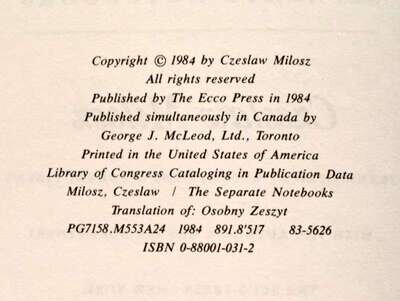 Copyright © 1984 by Czeslaw Milosz
All rights reserved
Published by The Ecco Press in 1984
Published simultaneously in Canada by
George J. McLeod, Ltd., Toronto
Printed in the United States of America
Library of Congress Cataloging in Publication Data
Milosz, Czeslaw / The Separate Notebooks
Translation of: Osobny Zeszyt
PG7158.M553A24 1984 891.8'517 83-5626
ISBN 0-88001-031-2